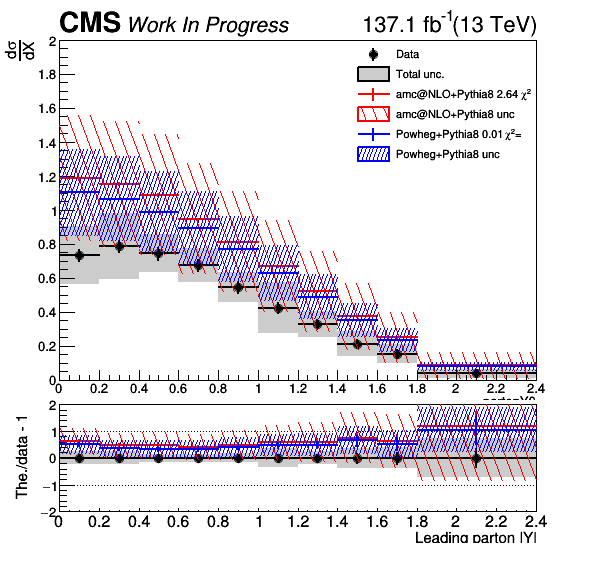 CMS Work In Progress 137.1 fb-1(13 TeV)
dσ
dX
2
1.8
1.6
1.4
1.2
1
0.8
0.6
0.4
0.2
0
Data
Total unc.
amc@NLO+Pythia8 2.64 χ²
amc@NLO+Pythia8 unc
Powheg+Pythia8 0.01 χ²=
Powheg+Pythia8 unc
0 0.2 0.4 0.6 0.8 1 1.2 1.4 1.6 1.8 2 2.2 2.4
The./data - 1
2
1
0
−1
−2
0 0.2 0.4 0.6 0.8 1 1.2 1.4 1.6 1.8 2 2.2 2.4
Leading parton |Y|